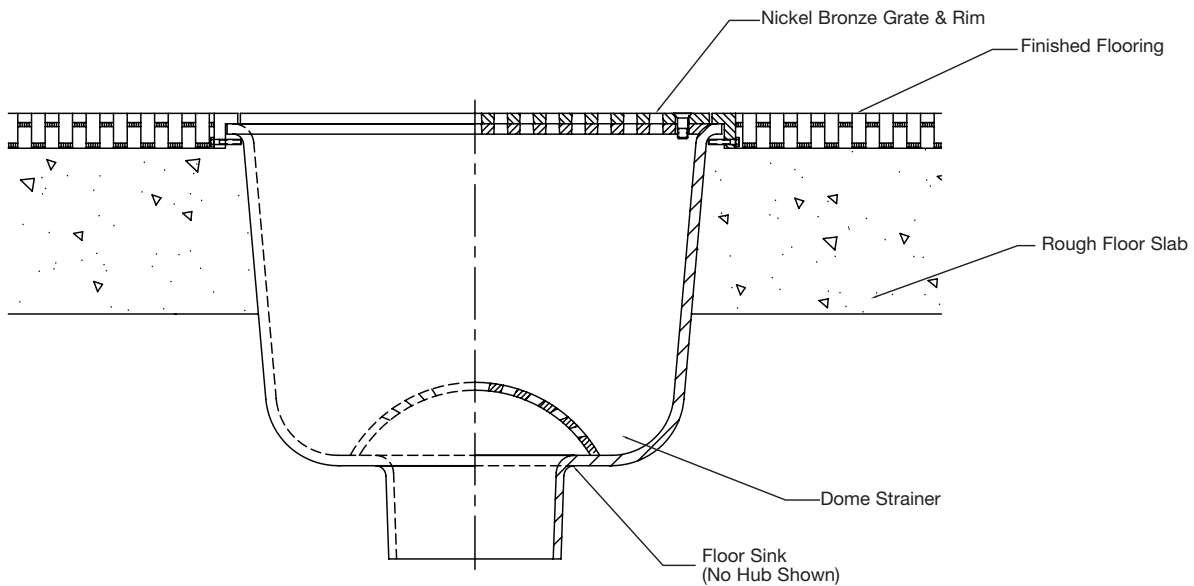 Nickel Bronze Grate & Rim
Finished Flooring
Rough Floor Slab
Dome Strainer
Floor Sink
(No Hub Shown)